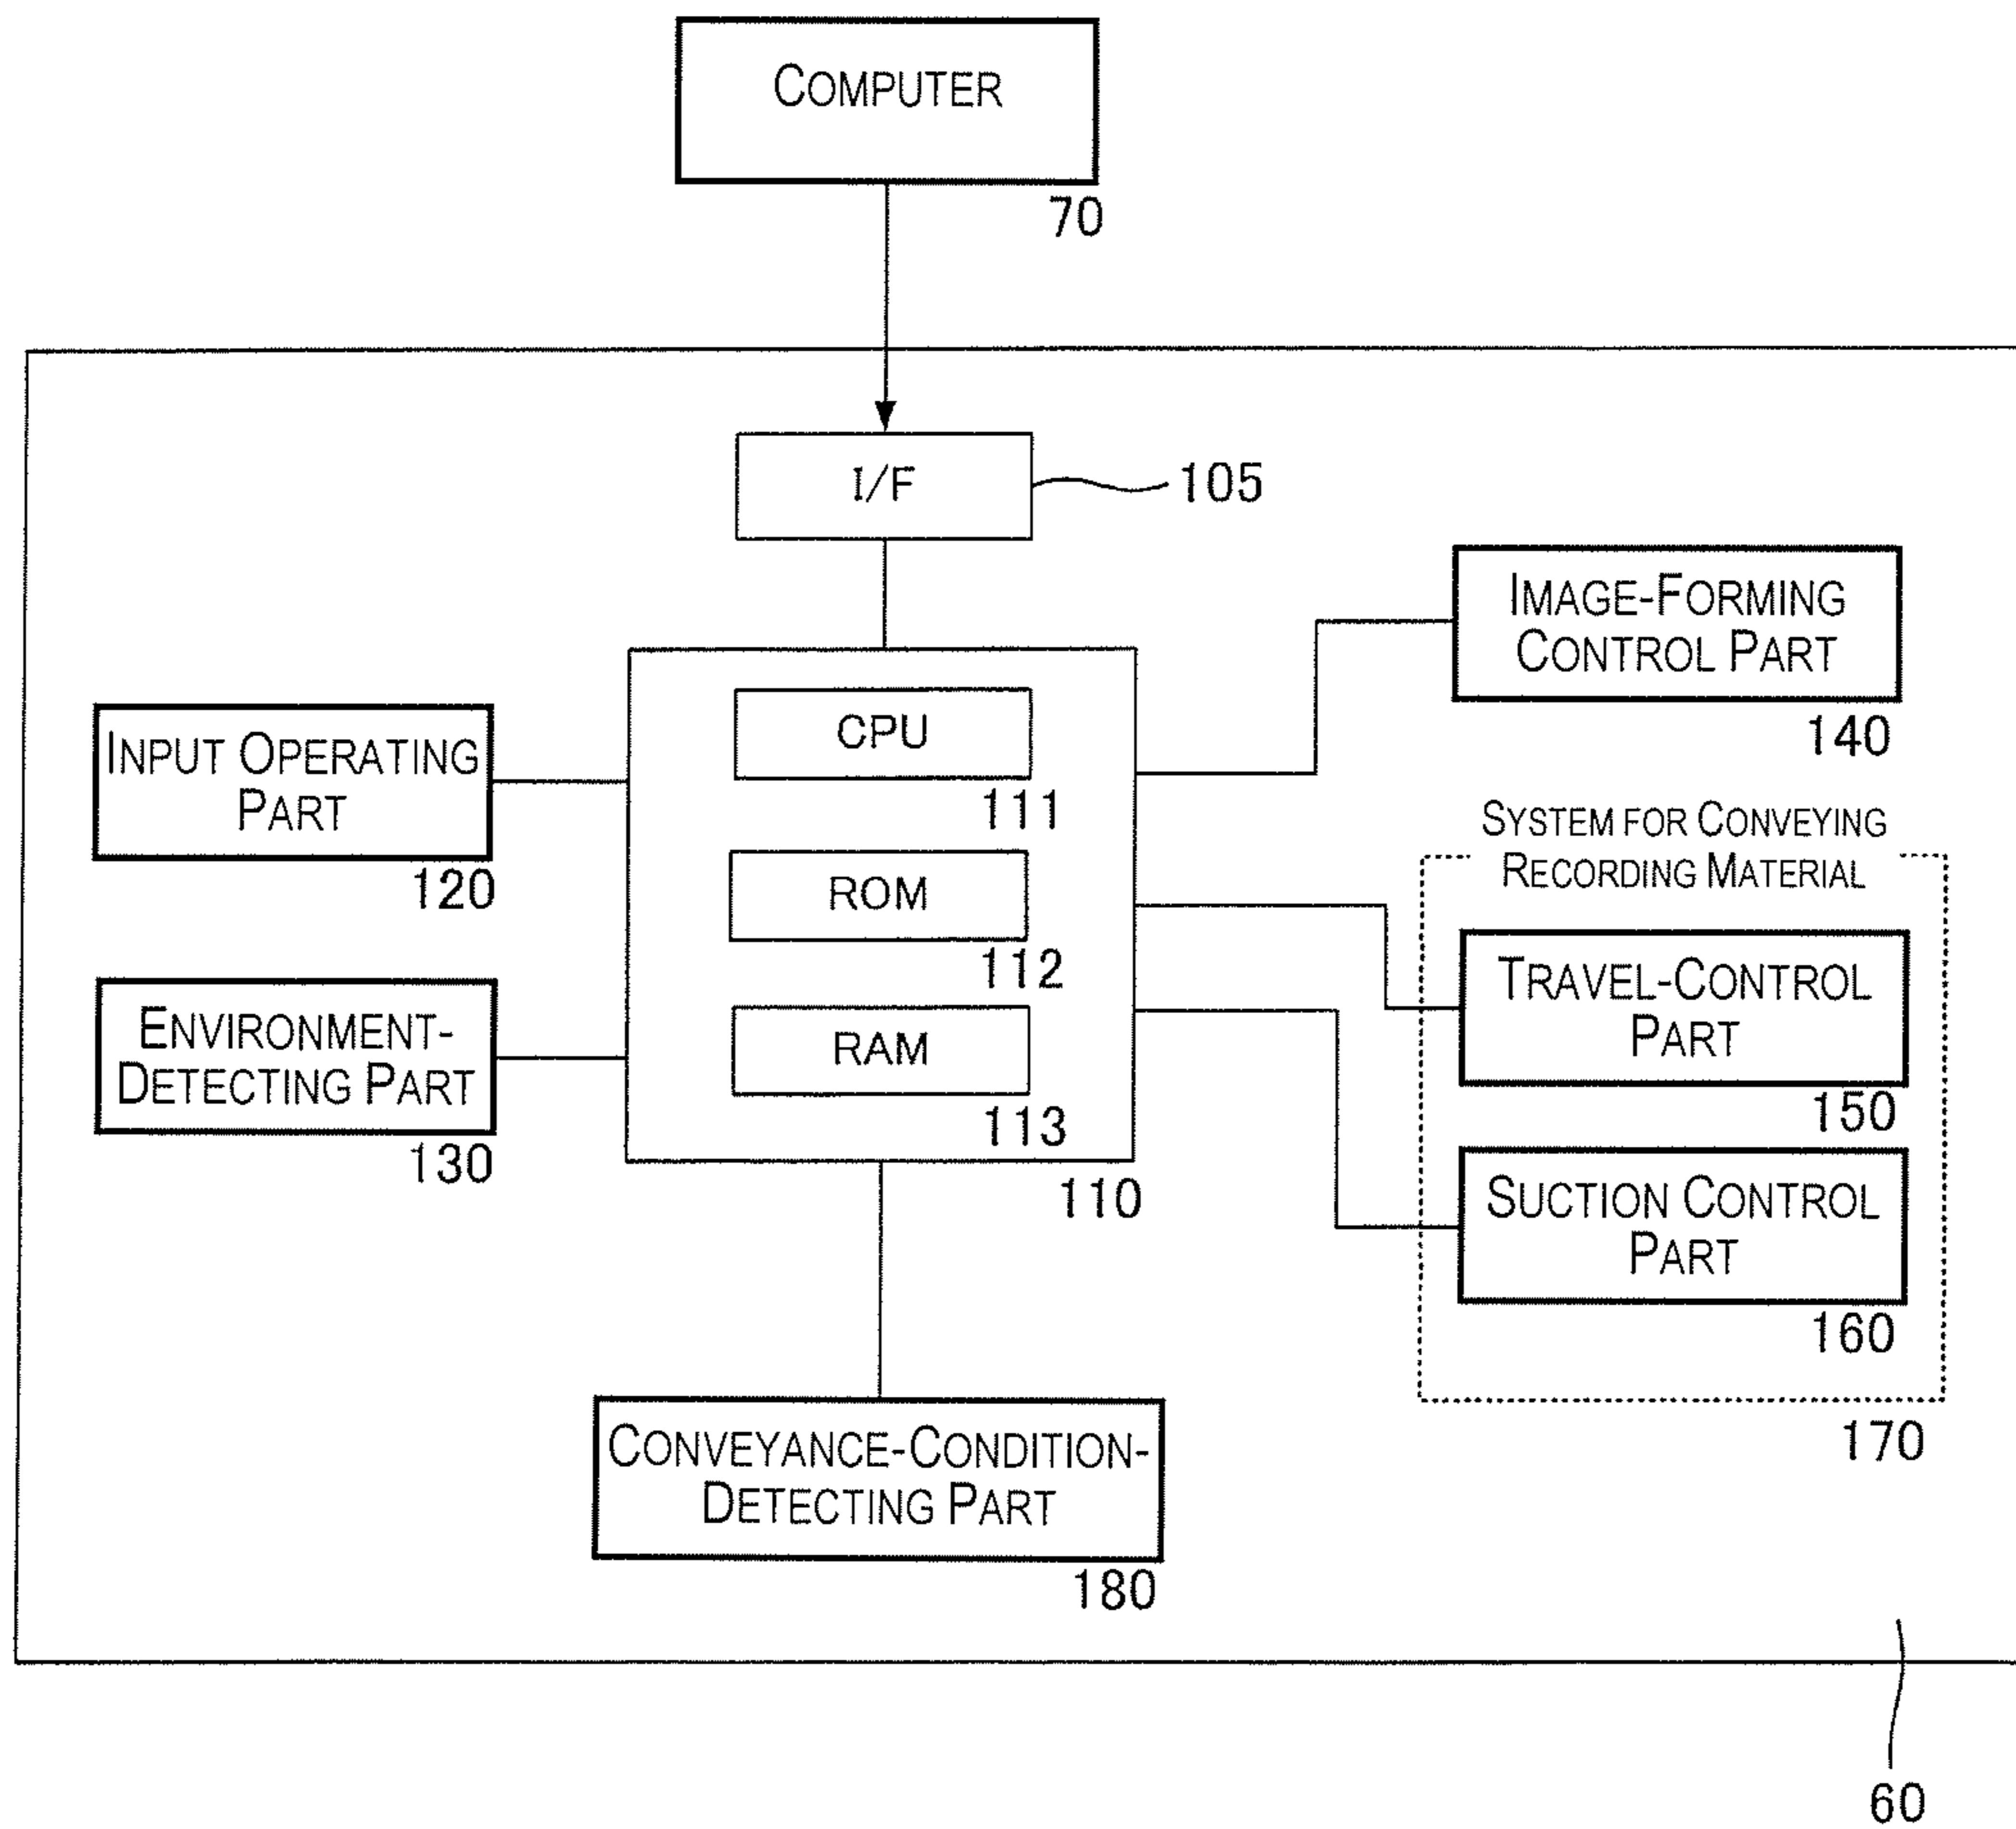 COMPUTER
70
I/F
105
IMAGE-FORMING
CONTROL PART
140
INPUT OPERATING
PART
120
CPU
111
ROM
112
RAM
113
110
ENVIRONMENT-
DETECTING PART
130
SYSTEM FOR CONVEYING
RECORDING MATERIAL
TRAVEL-CONTROL
PART
150
SUCTION CONTROL
PART
160
170
CONVEYANCE-CONDITION-
DETECTING PART
180
60